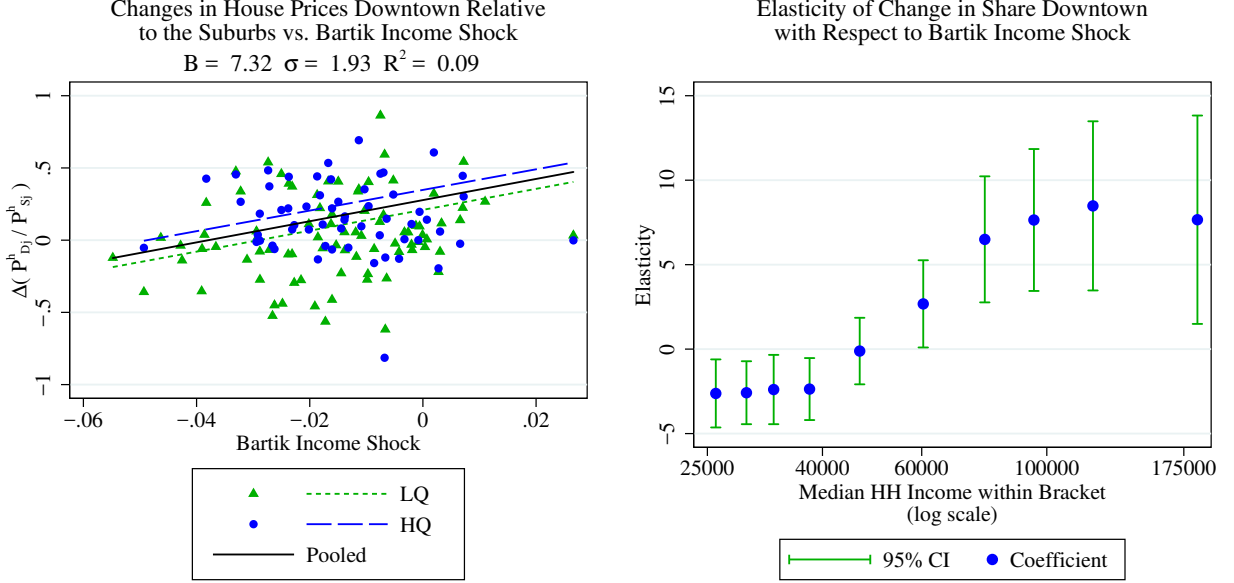 Changes in House Prices Downtown Relative
to the Suburbs vs. Bartik Income Shock
B = 7.32 σ = 1.93 R² = 0.09
1
.5
0
−.5
−1
Δ( P^h_Dj / P^h_Sj )
−.06 −.04 −.02 0 .02
Bartik Income Shock
LQ
HQ
Pooled
Elasticity of Change in Share Downtown
with Respect to Bartik Income Shock
15
10
5
0
−5
Elasticity
25000 40000 60000 100000 175000
Median HH Income within Bracket
(log scale)
95% CI Coefficient